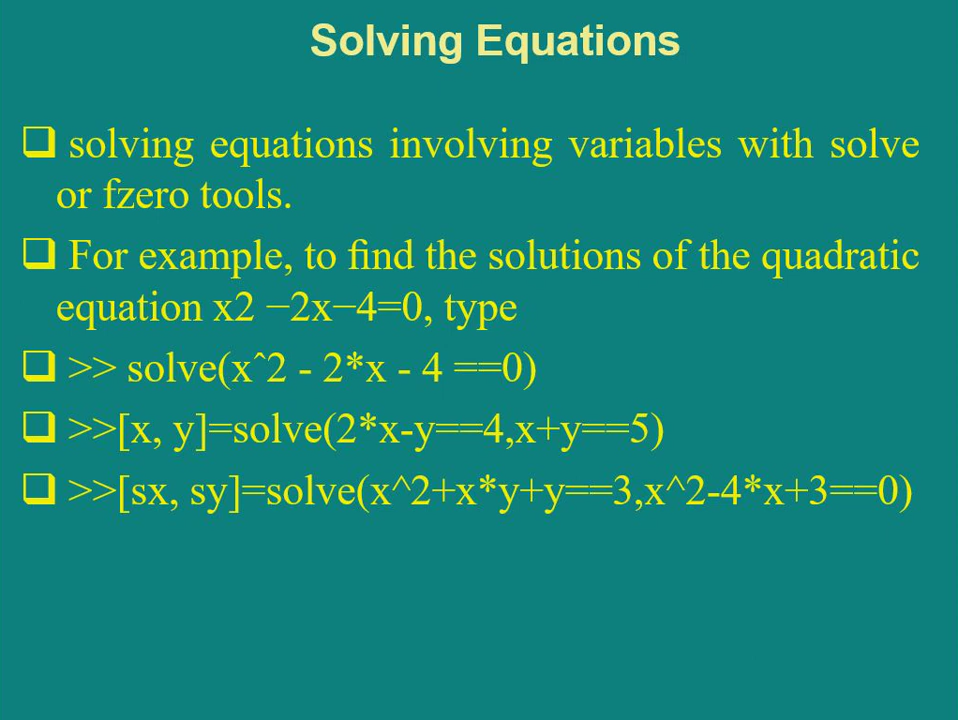 Solving Equations
❑ solving equations involving variables with solve
or fzero tools.
❑ For example, to find the solutions of the quadratic
equation x2 −2x−4=0, type
❑ >> solve(xˆ2 - 2*x - 4 ==0)
❑ >>[x, y]=solve(2*x-y==4,x+y==5)
❑ >>[sx, sy]=solve(x^2+x*y+y==3,x^2-4*x+3==0)